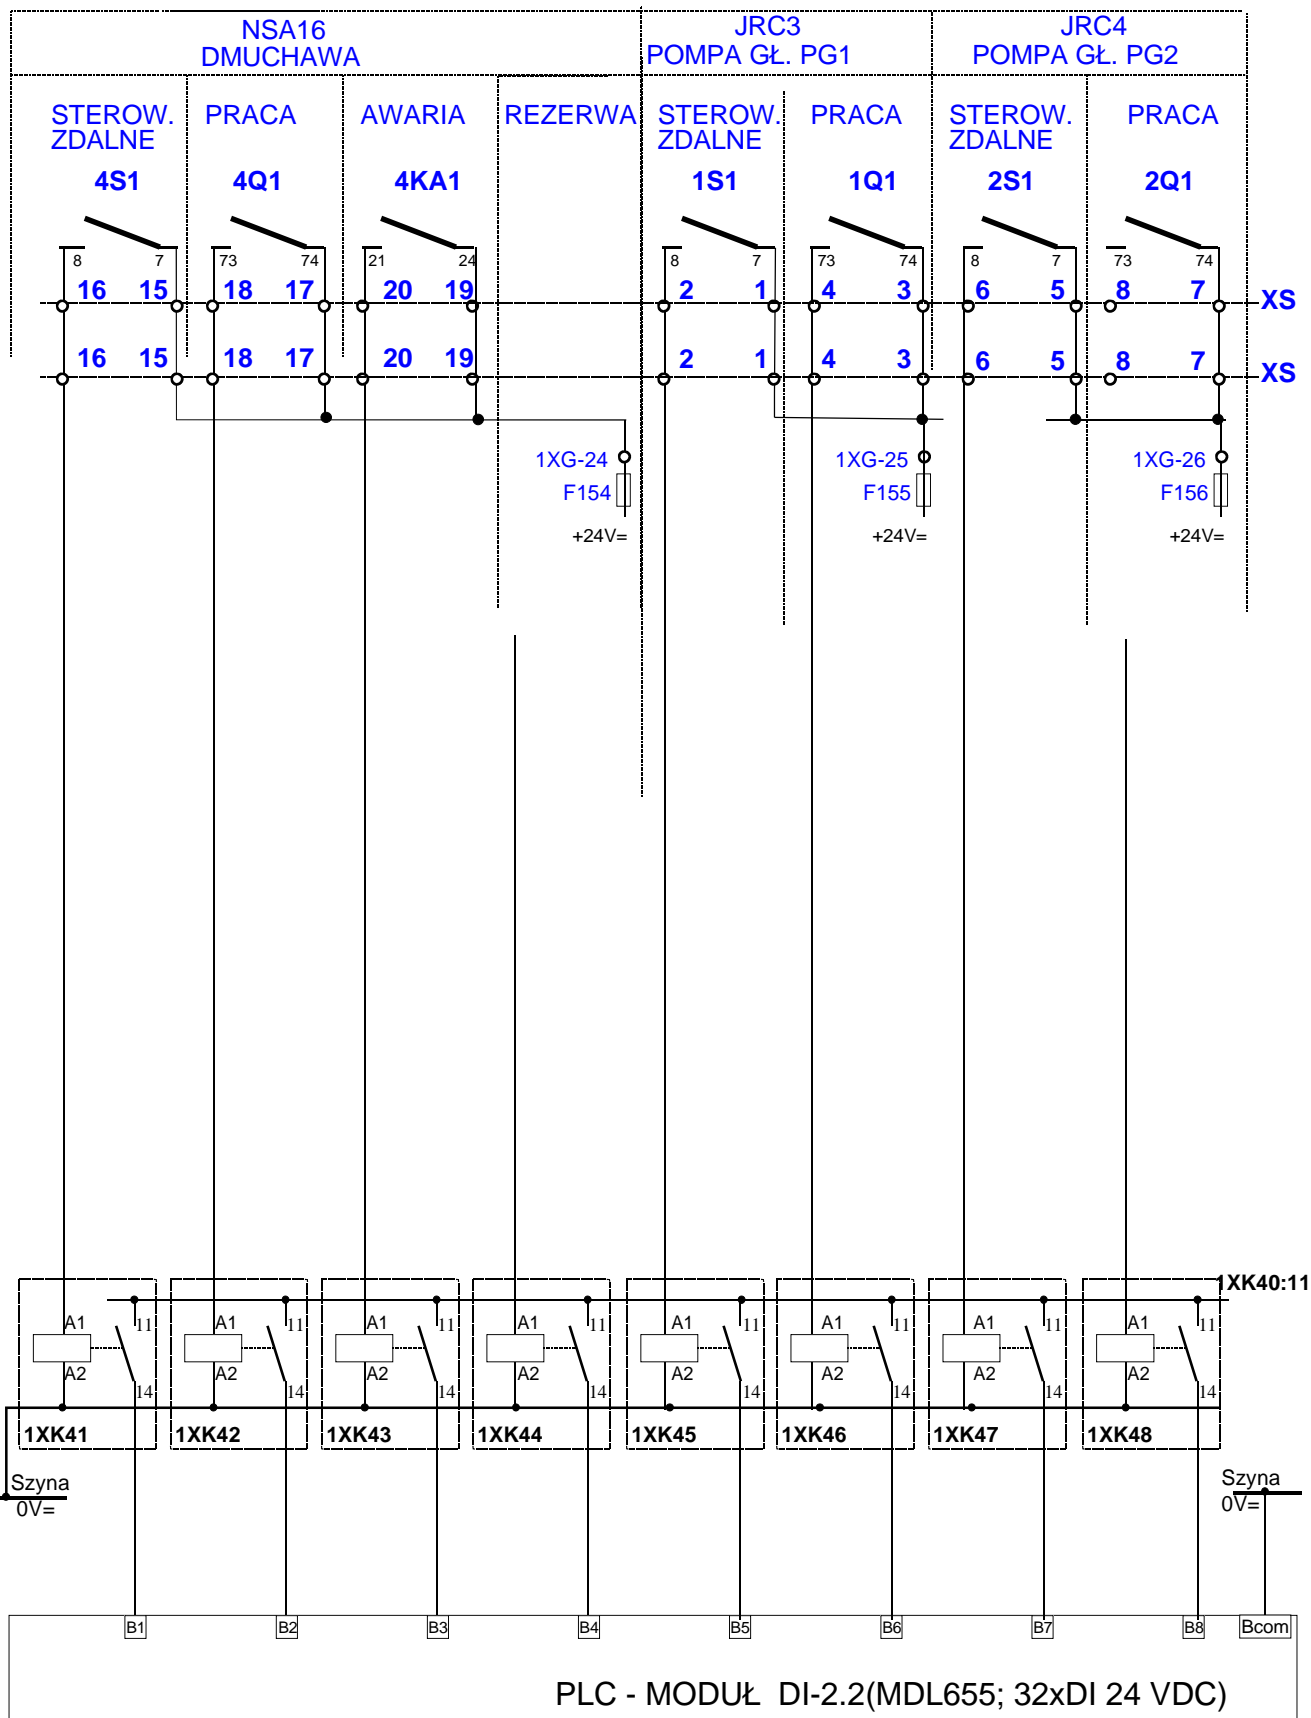 NSA16
DMUCHAWA
JRC3
POMPA GŁ. PG1
JRC4
POMPA GŁ. PG2
STEROW. ZDALNE
PRACA
AWARIA
REZERWA
STEROW. ZDALNE
PRACA
STEROW. ZDALNE
PRACA
4S1 4Q1 4KA1 1S1 1Q1 2S1 2Q1
8 7 73 74 21 24 8 7 73 74 8 7 73 74
16 15 18 17 20 19 2 1 4 3 6 5 8 7 XS
16 15 18 17 20 19 2 1 4 3 6 5 8 7 XS
1XG-24 1XG-25 1XG-26
F154 F155 F156
+24V= +24V= +24V=
1XK40:11
A1 11 A1 11 A1 11 A1 11 A1 11 A1 11 A1 11 A1 11
A2 14 A2 14 A2 14 A2 14 A2 14 A2 14 A2 14 A2 14
1XK41 1XK42 1XK43 1XK44 1XK45 1XK46 1XK47 1XK48
Szyna
0V=
Szyna
0V=
B1 B2 B3 B4 B5 B6 B7 B8 Bcom
PLC - MODUŁ DI-2.2(MDL655; 32xDI 24 VDC)